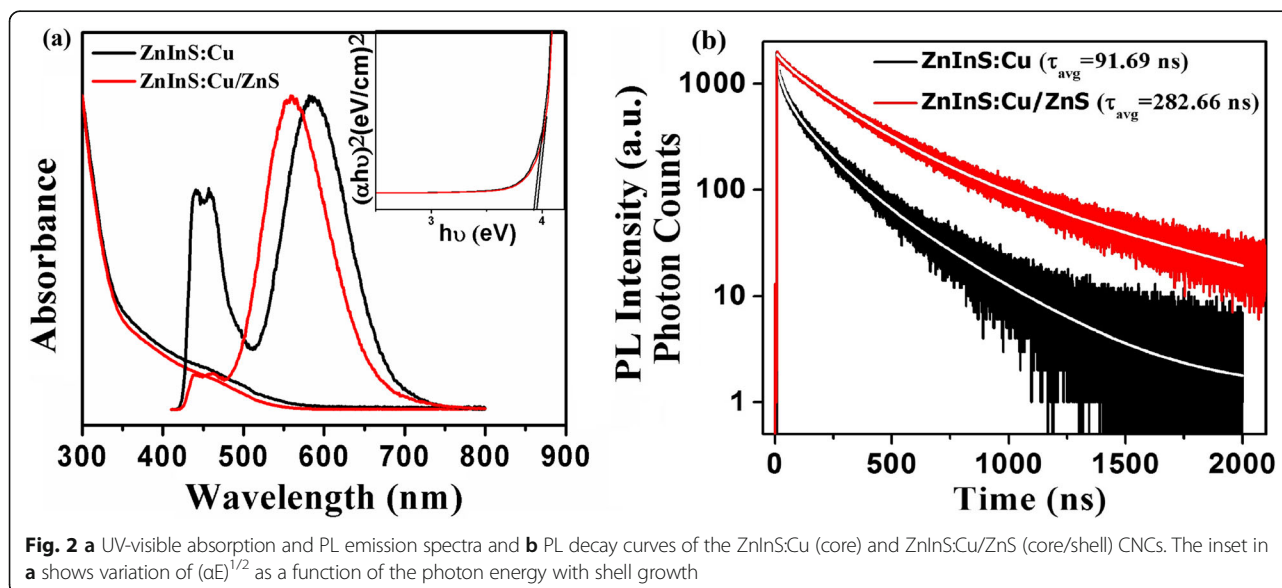 (a)
ZnInS:Cu
ZnInS:Cu/ZnS
(αhυ)^2(eV/cm)^2
3
4
hυ (eV)
Absorbance
300
400
500
600
700
800
900
Wavelength (nm)
(b)
ZnInS:Cu (τavg=91.69 ns)
ZnInS:Cu/ZnS (τavg=282.66 ns)
PL Intensity (a.u.)
Photon Counts
1000
100
10
1
0
500
1000
1500
2000
Time (ns)
Fig. 2 a UV-visible absorption and PL emission spectra and b PL decay curves of the ZnInS:Cu (core) and ZnInS:Cu/ZnS (core/shell) CNCs. The inset in
a shows variation of (αE)^1/2 as a function of the photon energy with shell growth